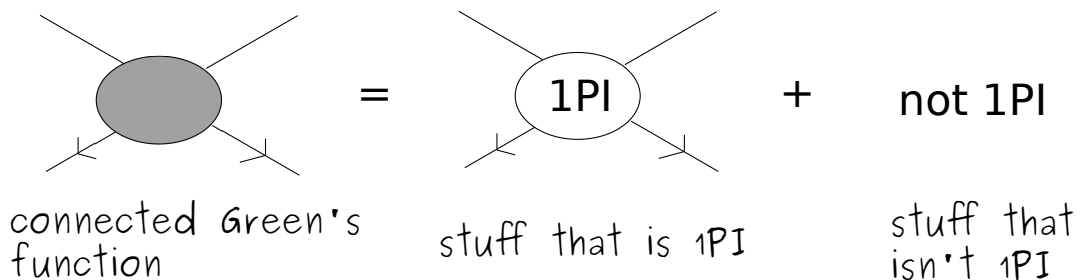 =
1PI
+
not 1PI
connected Green's
function
stuff that is 1PI
stuff that
isn't 1PI